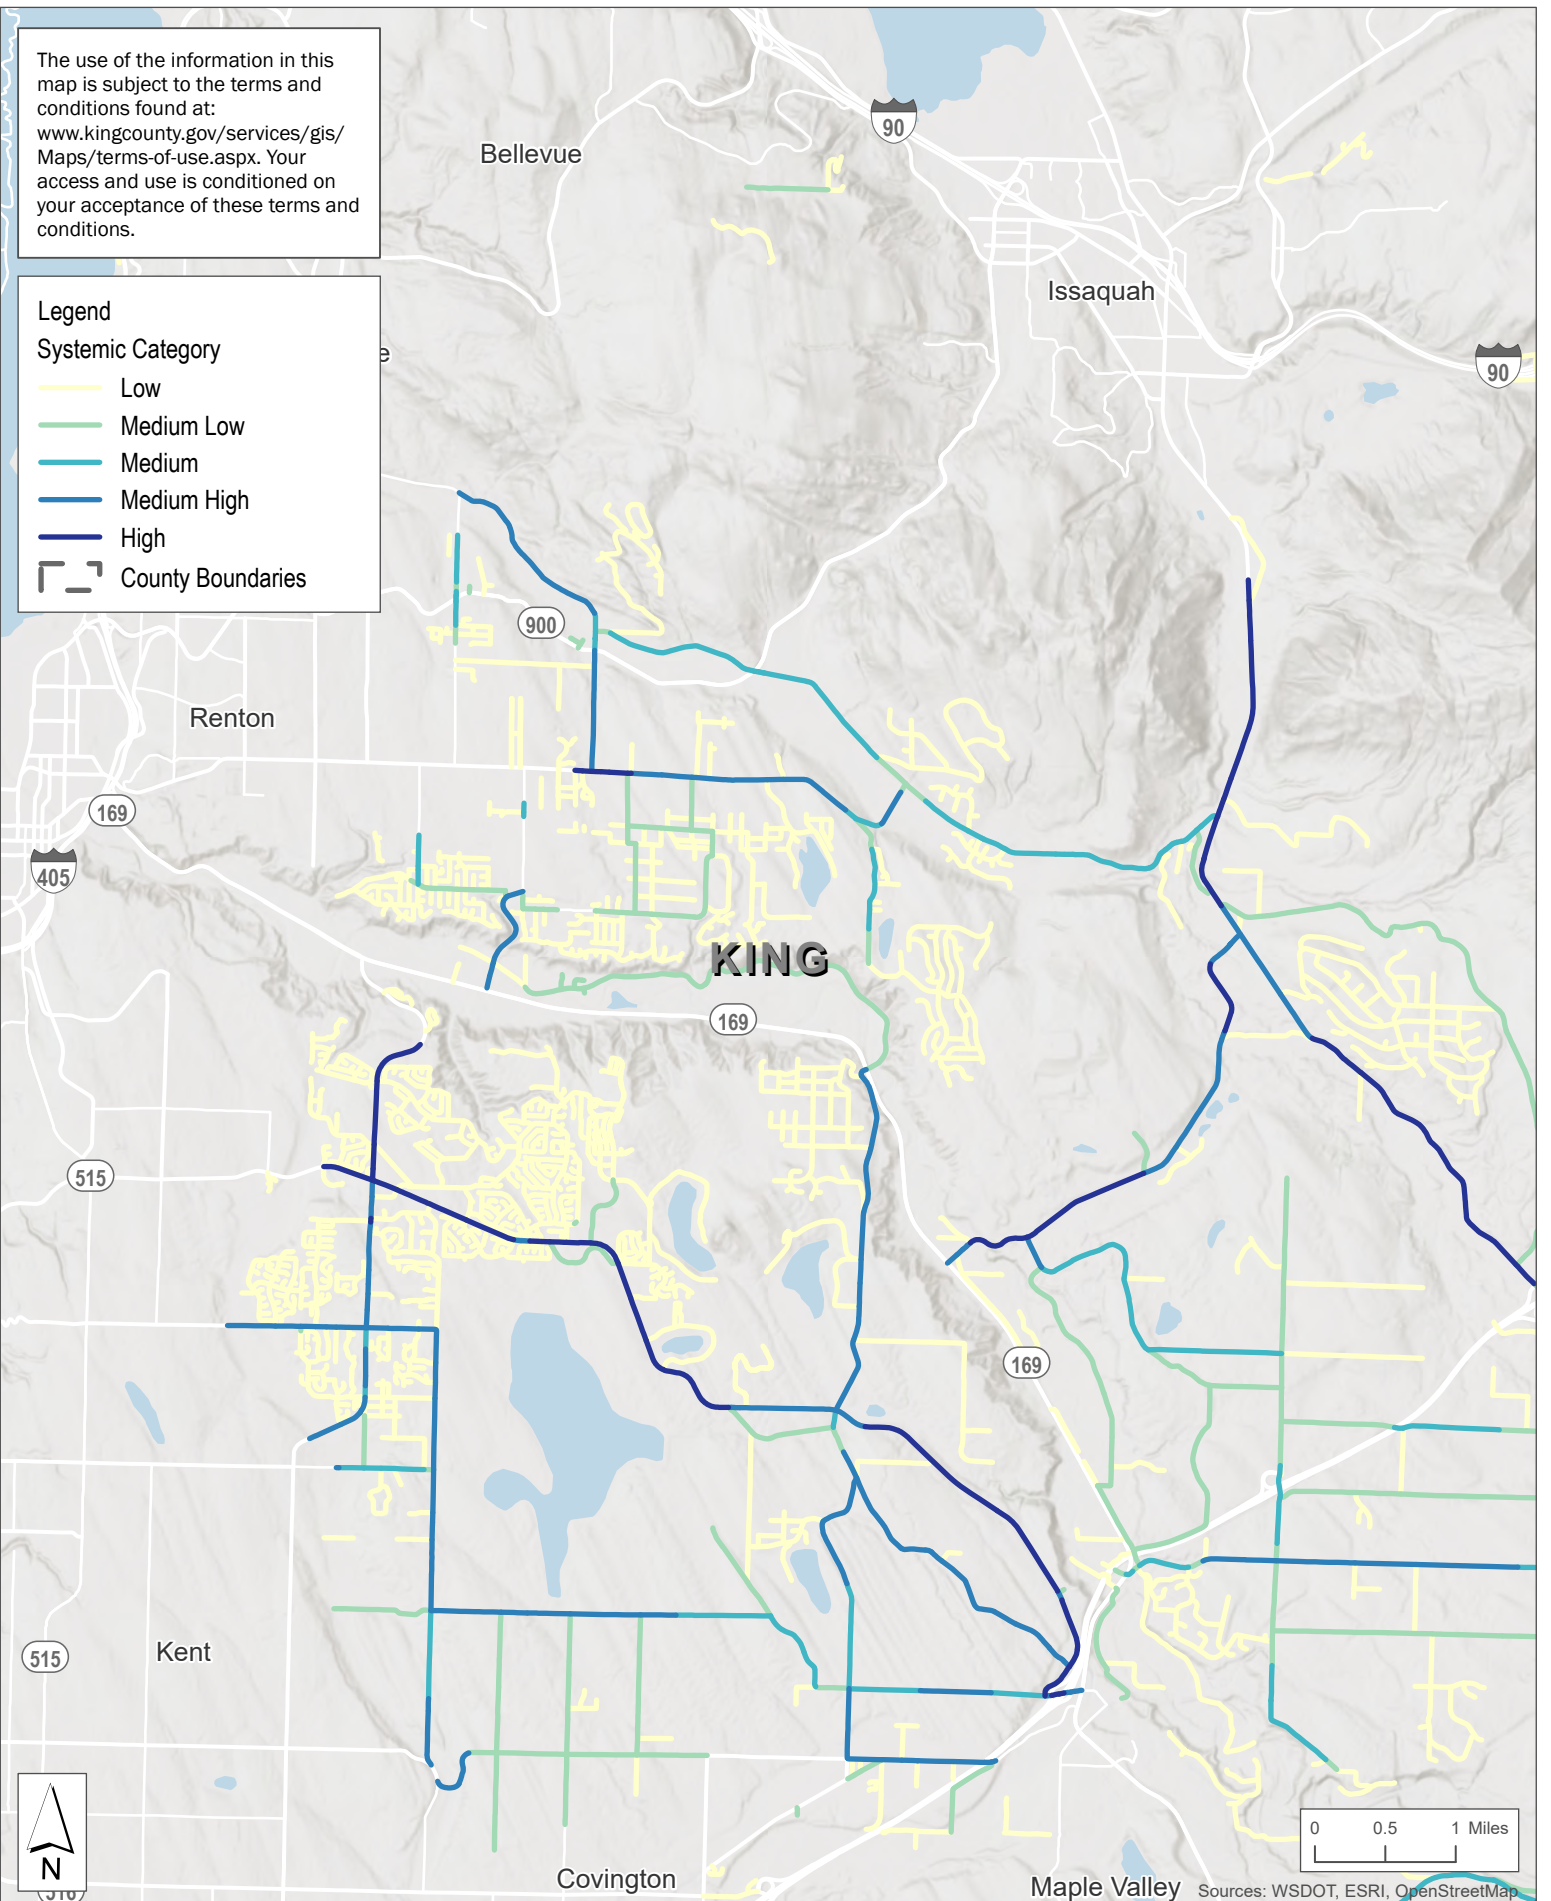 The use of the information in this
map is subject to the terms and
conditions found at:
www.kingcounty.gov/services/gis/
Maps/terms-of-use.aspx. Your
access and use is conditioned on
your acceptance of these terms and
conditions.
90
Bellevue
Issaquah
Legend
Systemic Category
Low
Medium Low
Medium
Medium High
High
County Boundaries
e
90
900
Renton
169
405
KING
169
515
169
Kent
515
N
516
Covington
Maple Valley
0 0.5 1 Miles
Sources: WSDOT, ESRI, OpenStreetMap